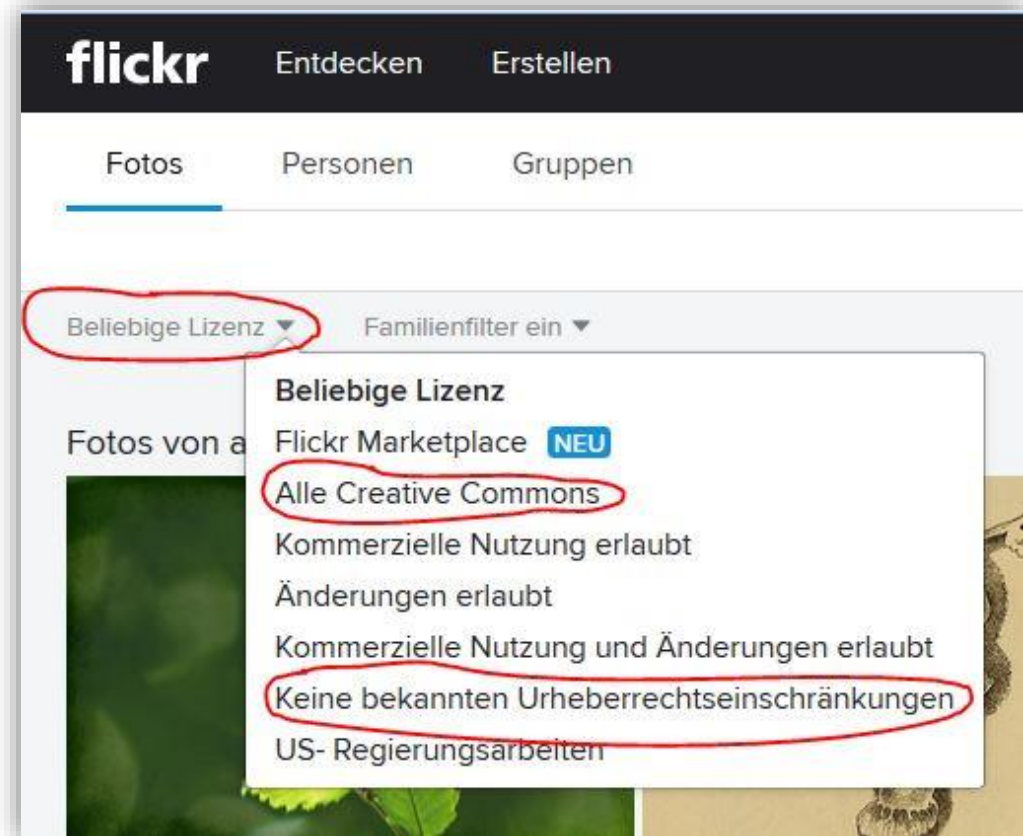 flickr Entdecken Erstellen
Fotos Personen Gruppen
Beliebige Lizenz Familienfilter ein
Beliebige Lizenz
Flickr Marketplace NEU
Fotos von a
Alle Creative Commons
Kommerzielle Nutzung erlaubt
Änderungen erlaubt
Kommerzielle Nutzung und Änderungen erlaubt
Keine bekannten Urheberrechtseinschränkungen
US- Regierungsarbeiten